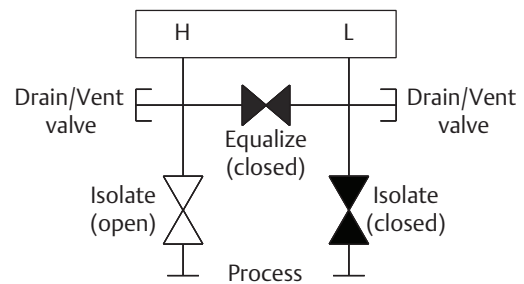 H
L
Drain/Vent
valve
Drain/Vent
valve
Equalize
(closed)
Isolate
(open)
Isolate
(closed)
Process